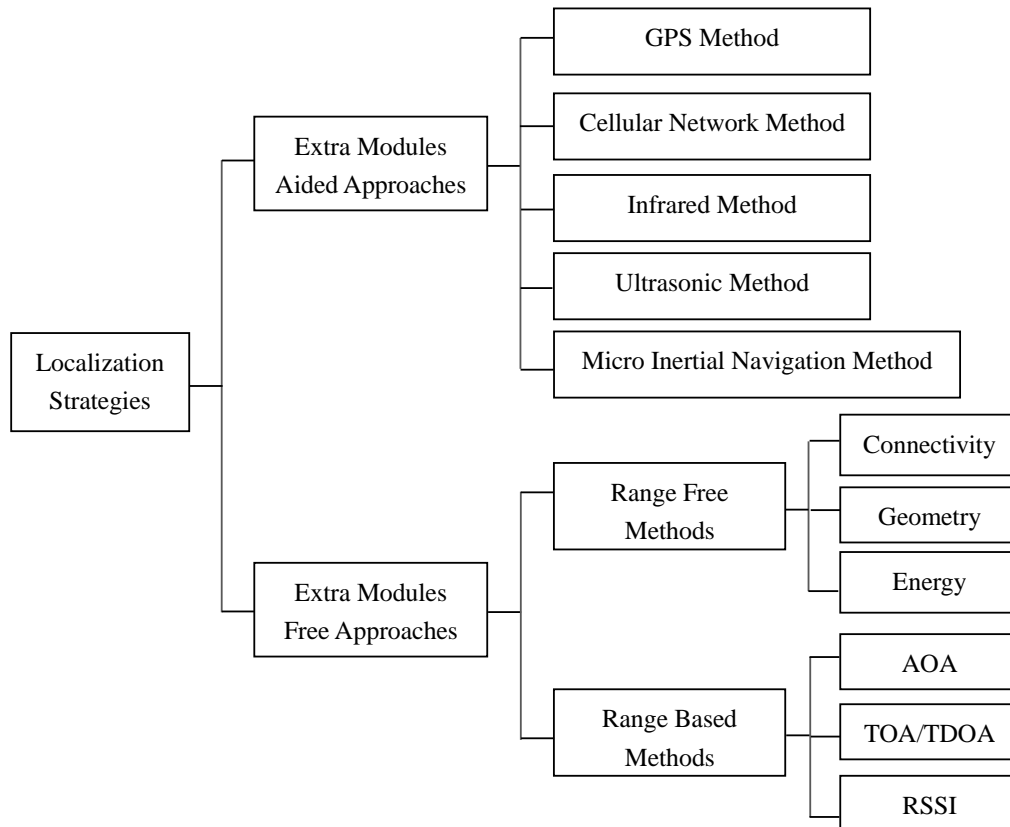 Localization
Strategies
Extra Modules
Aided Approaches
GPS Method
Cellular Network Method
Infrared Method
Ultrasonic Method
Micro Inertial Navigation Method
Extra Modules
Free Approaches
Range Free
Methods
Connectivity
Geometry
Energy
Range Based
Methods
AOA
TOA/TDOA
RSSI